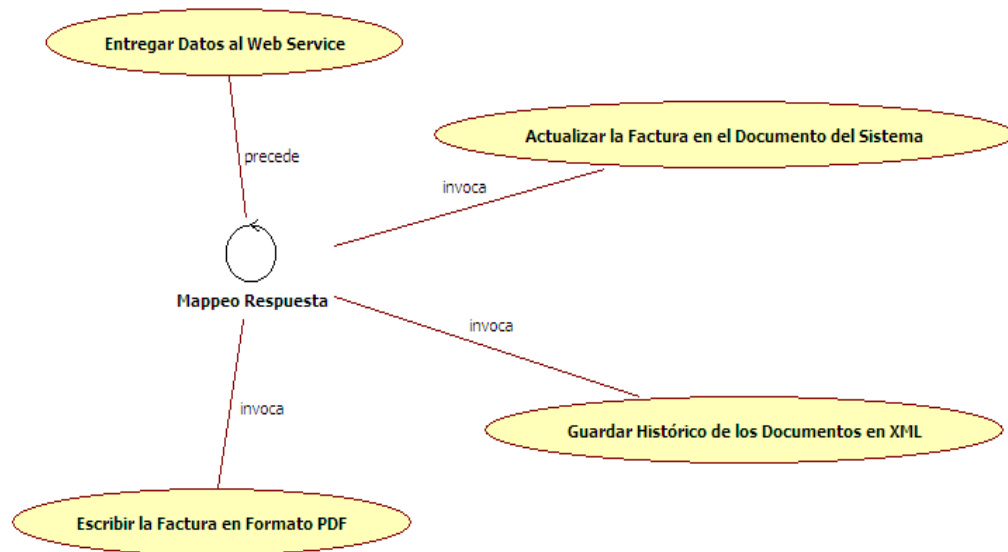 Entregar Datos al Web Service
Actualizar la Factura en el Documento del Sistema
precede
invoca
Mappeo Respuesta
invoca
invoca
Guardar Histórico de los Documentos en XML
Escribir la Factura en Formato PDF